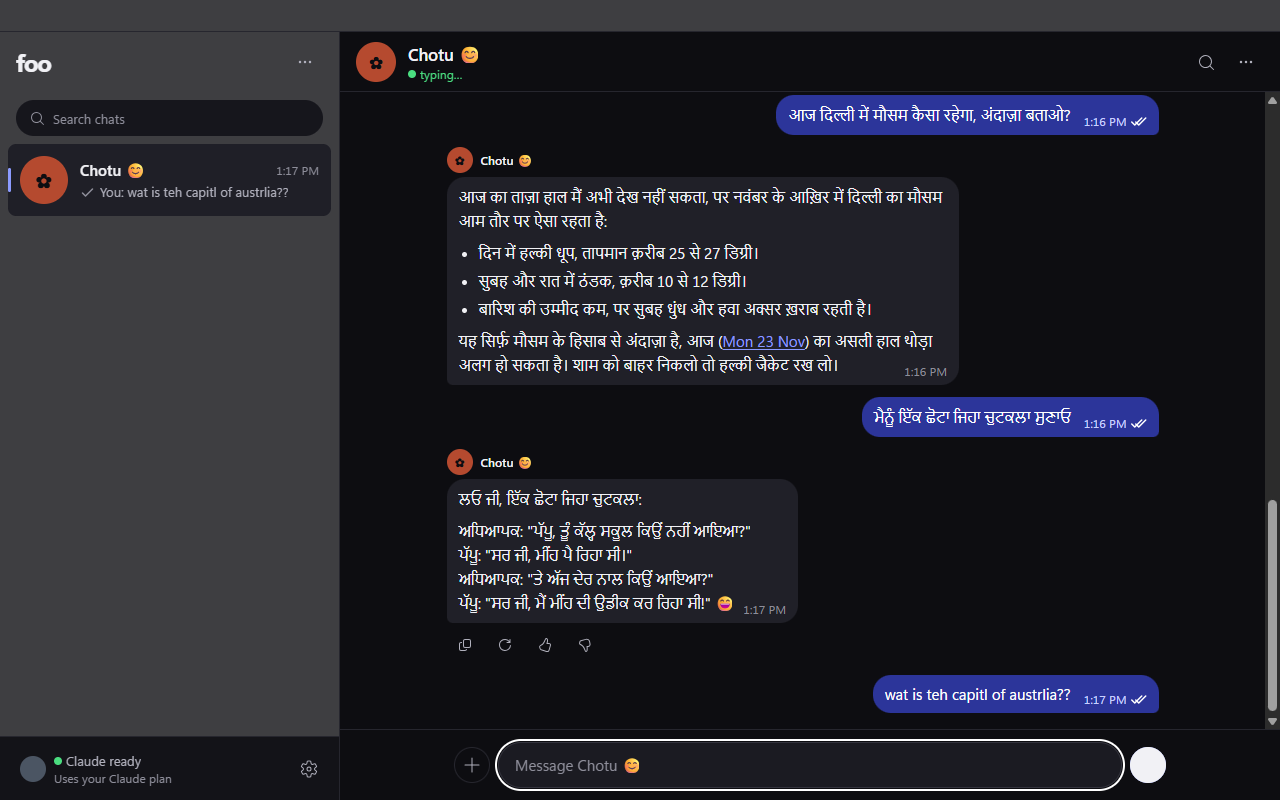 foo
Search chats
Chotu 😊
1:17 PM
You: wat is teh capitl of austrlia??
Claude ready
Uses your Claude plan
Chotu 😊
typing...
आज दिल्ली में मौसम कैसा रहेगा, अंदाज़ा बताओ?
1:16 PM
Chotu 😊
आज का ताज़ा हाल मैं अभी देख नहीं सकता, पर नवंबर के आख़िर में दिल्ली का मौसम
आम तौर पर ऐसा रहता है:
• दिन में हल्की धूप, तापमान क़रीब 25 से 27 डिग्री।
• सुबह और रात में ठंडक, क़रीब 10 से 12 डिग्री।
• बारिश की उम्मीद कम, पर सुबह धुंध और हवा अक्सर ख़राब रहती है।
यह सिर्फ़ मौसम के हिसाब से अंदाज़ा है, आज (Mon 23 Nov) का असली हाल थोड़ा
अलग हो सकता है। शाम को बाहर निकलो तो हल्की जैकेट रख लो।
1:16 PM
ਮੈਨੂੰ ਇੱਕ ਛੋਟਾ ਜਿਹਾ ਚੁਟਕਲਾ ਸੁਣਾਓ
1:16 PM
Chotu 😊
ਲਓ ਜੀ, ਇੱਕ ਛੋਟਾ ਜਿਹਾ ਚੁਟਕਲਾ:
ਅਧਿਆਪਕ: "ਪੱਪੂ, ਤੂੰ ਕੱਲ੍ਹ ਸਕੂਲ ਕਿਉਂ ਨਹੀਂ ਆਇਆ?"
ਪੱਪੂ: "ਸਰ ਜੀ, ਮੀਂਹ ਪੈ ਰਿਹਾ ਸੀ।"
ਅਧਿਆਪਕ: "ਤੇ ਅੱਜ ਦੇਰ ਨਾਲ ਕਿਉਂ ਆਇਆ?"
ਪੱਪੂ: "ਸਰ ਜੀ, ਮੈਂ ਮੀਂਹ ਦੀ ਉਡੀਕ ਕਰ ਰਿਹਾ ਸੀ!" 😄
1:17 PM
wat is teh capitl of austrlia??
1:17 PM
Message Chotu 😊